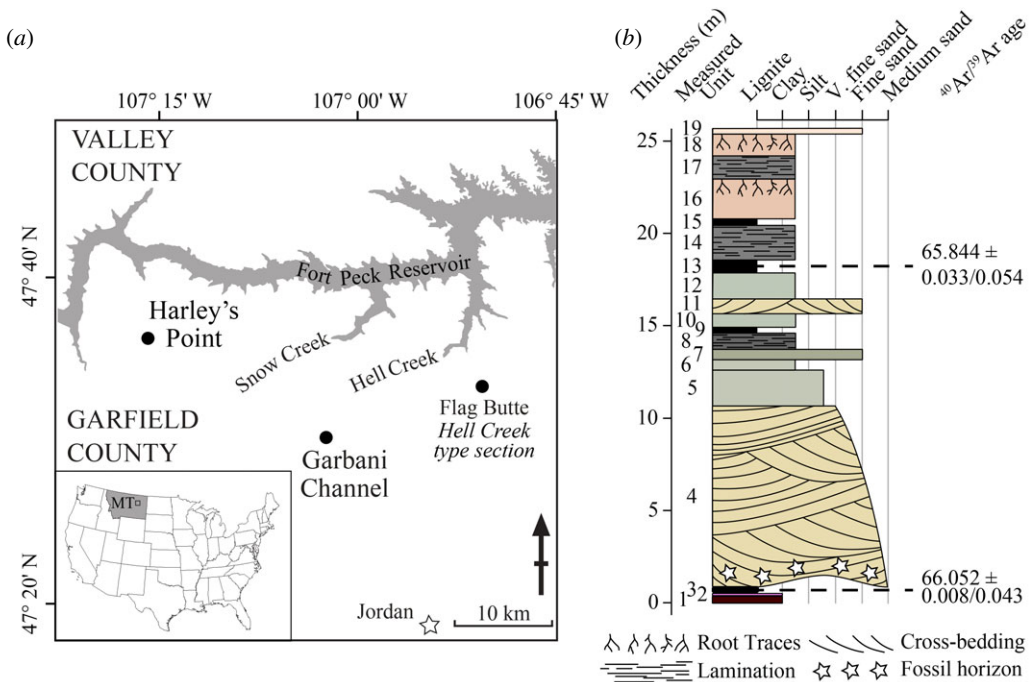 (a)
107° 15' W
107° 00' W
106° 45' W
VALLEY
COUNTY
47° 40' N
Fort Peck Reservoir
Harley's
Point
Snow Creek
Hell Creek
GARFIELD
COUNTY
Flag Butte
Hell Creek
type section
Garbani
Channel
MT
47° 20' N
Jordan
10 km
(b)
Thickness (m)
Measured
Unit
Lignite
Clay
Silt
V. fine sand
Fine sand
Medium sand
40Ar/39Ar age
25
20
15
10
5
0
19
18
17
16
15
14
13
12
11
10
9
8
7
6
5
4
3
2
1
65.844 ±
0.033/0.054
66.052 ±
0.008/0.043
Root Traces
Cross-bedding
Lamination
Fossil horizon